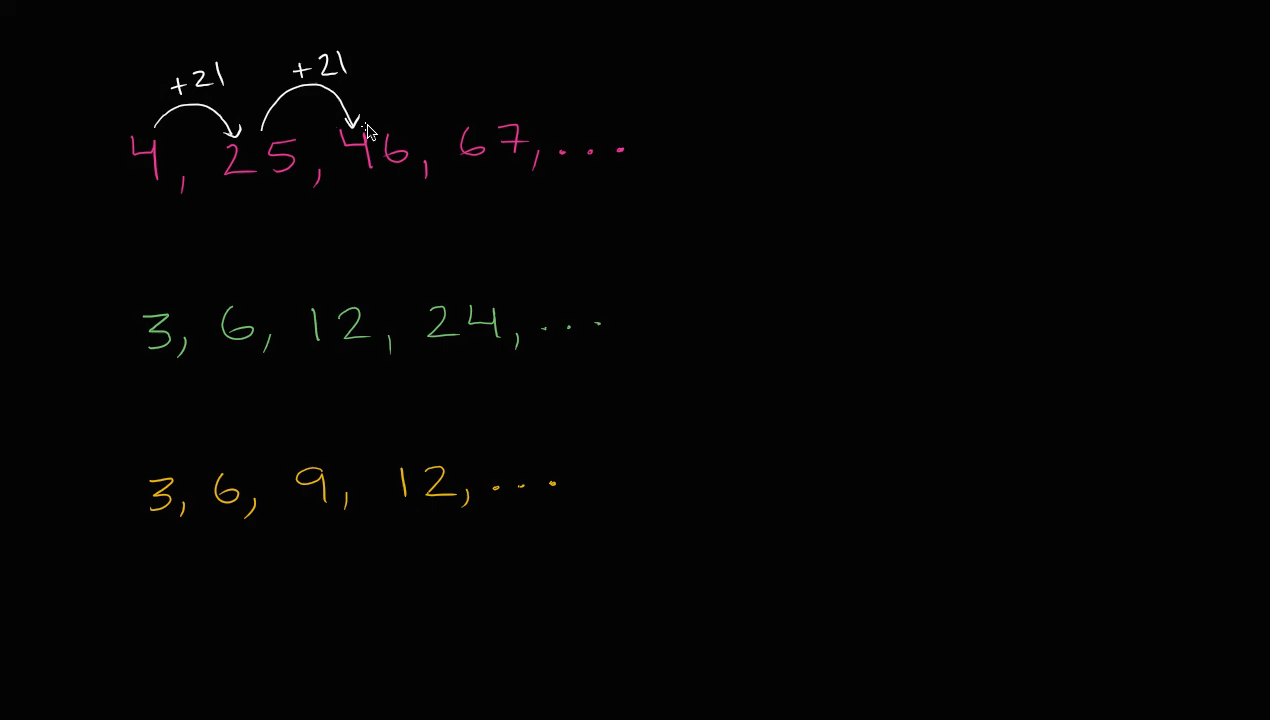 +21 +21
4, 25, 46, 67, ...
3, 6, 12, 24, ...
3, 6, 9, 12, ...